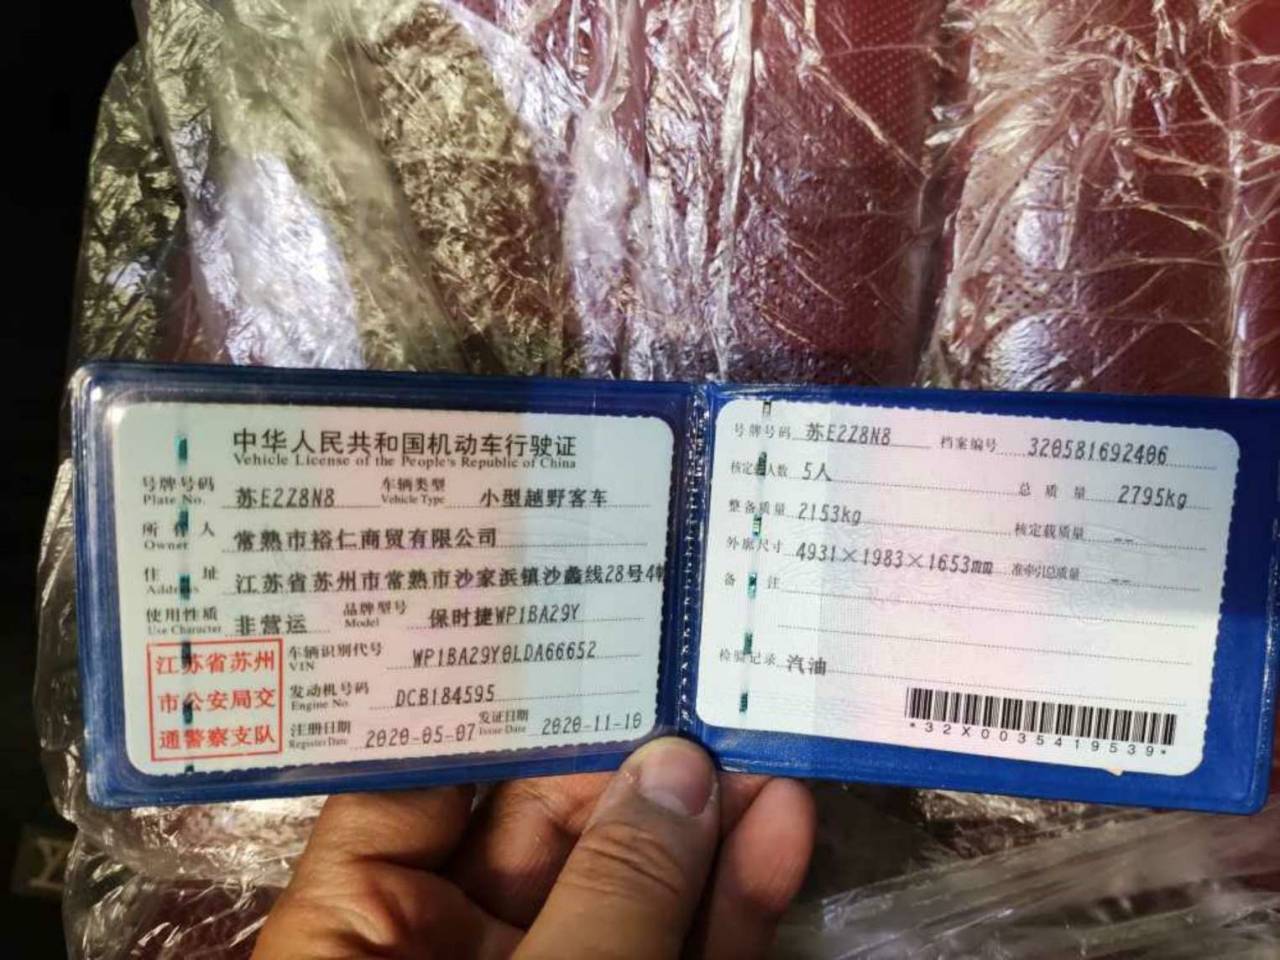 中华人民共和国机动车行驶证
Vehicle License of the People's Republic of China
号牌号码 苏E2Z8N8 车辆类型 小型越野客车
Plate No. Vehicle Type
所有人 常熟市裕仁商贸有限公司
Owner
住址 江苏省苏州市常熟市沙家浜镇沙蠡线28号4幢
Address
使用性质 非营运 品牌型号 保时捷WP1BA29Y
Use Character Model
江苏省苏州
市公安局交
通警察支队
车辆识别代号 WP1BA29Y0LDA66652
VIN
发动机号码 DCB184595
Engine No.
注册日期 2020-05-07 发证日期 2020-11-10
Register Date Issue Date
号牌号码 苏E2Z8N8 档案编号 320581692406
核定载人数 5人 总质量 2795kg
整备质量 2153kg 核定载质量 --
外廓尺寸 4931×1983×1653mm 准牵引总质量 --
备注
检验记录 汽油
*32X0035419539*